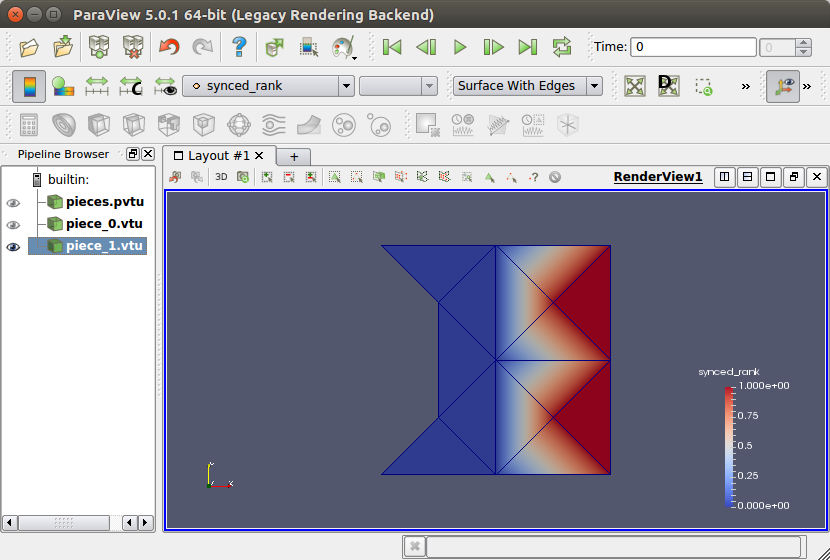 ParaView 5.0.1 64-bit (Legacy Rendering Backend)
? Time: 0 0
C synced_rank Surface With Edges D » »
Pipeline Browser Layout #1 +
3D ? RenderView1
builtin:
pieces.pvtu
piece_0.vtu
piece_1.vtu
synced_rank
1.000e+00
0.75
0.5
0.25
0.000e+00
Y
X